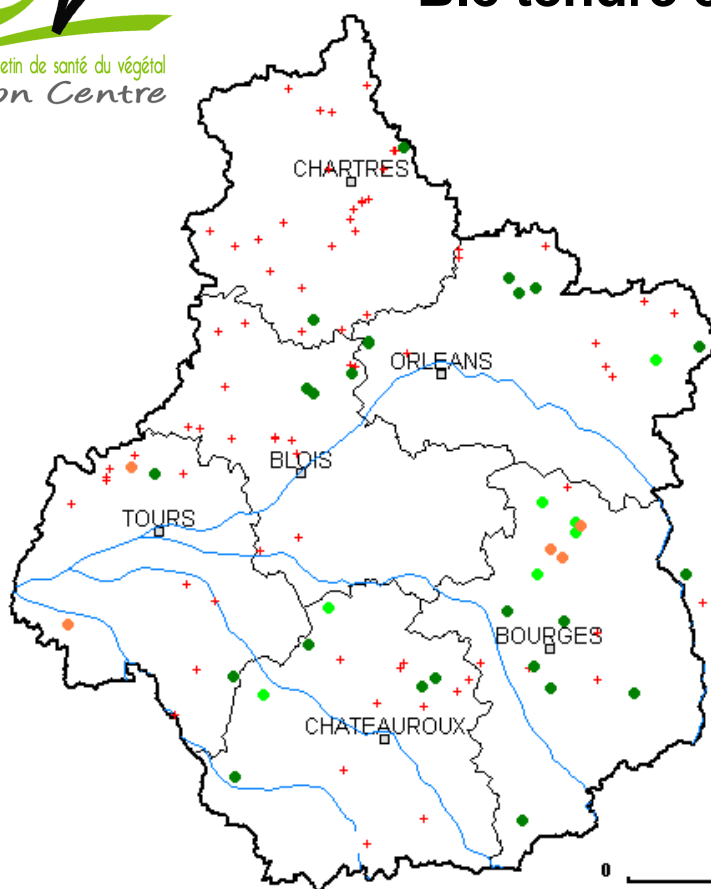 etin de santé du végétal
on Centre
CHARTRES
ORLEANS
BLOIS
TOURS
BOURGES
CHATEAUROUX
0